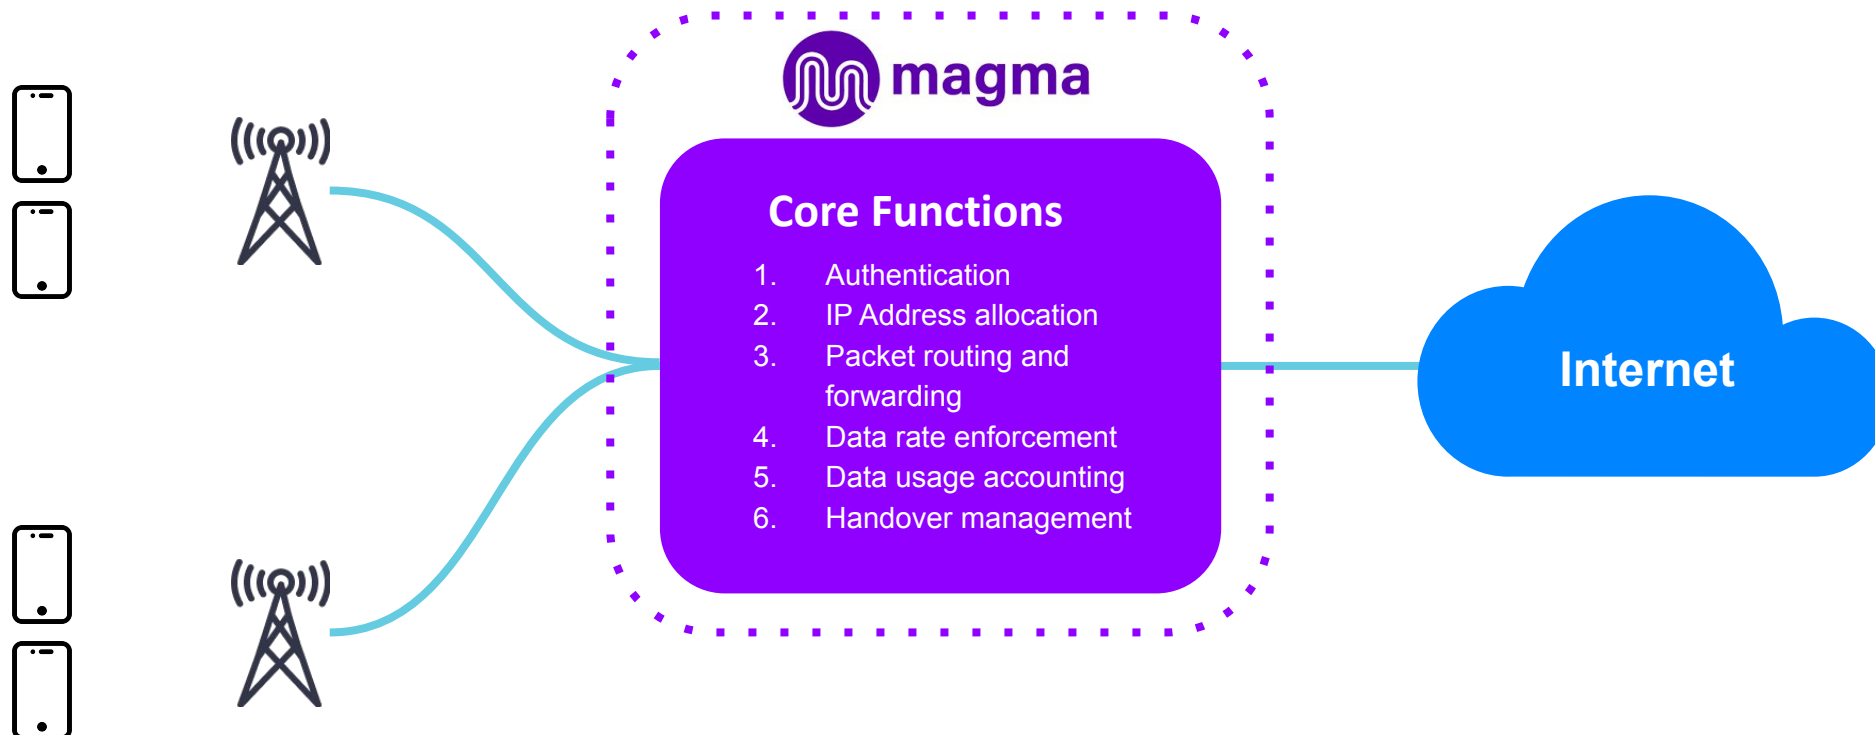 magma
Core Functions
1. Authentication
2. IP Address allocation
3. Packet routing and
forwarding
4. Data rate enforcement
5. Data usage accounting
6. Handover management
Internet